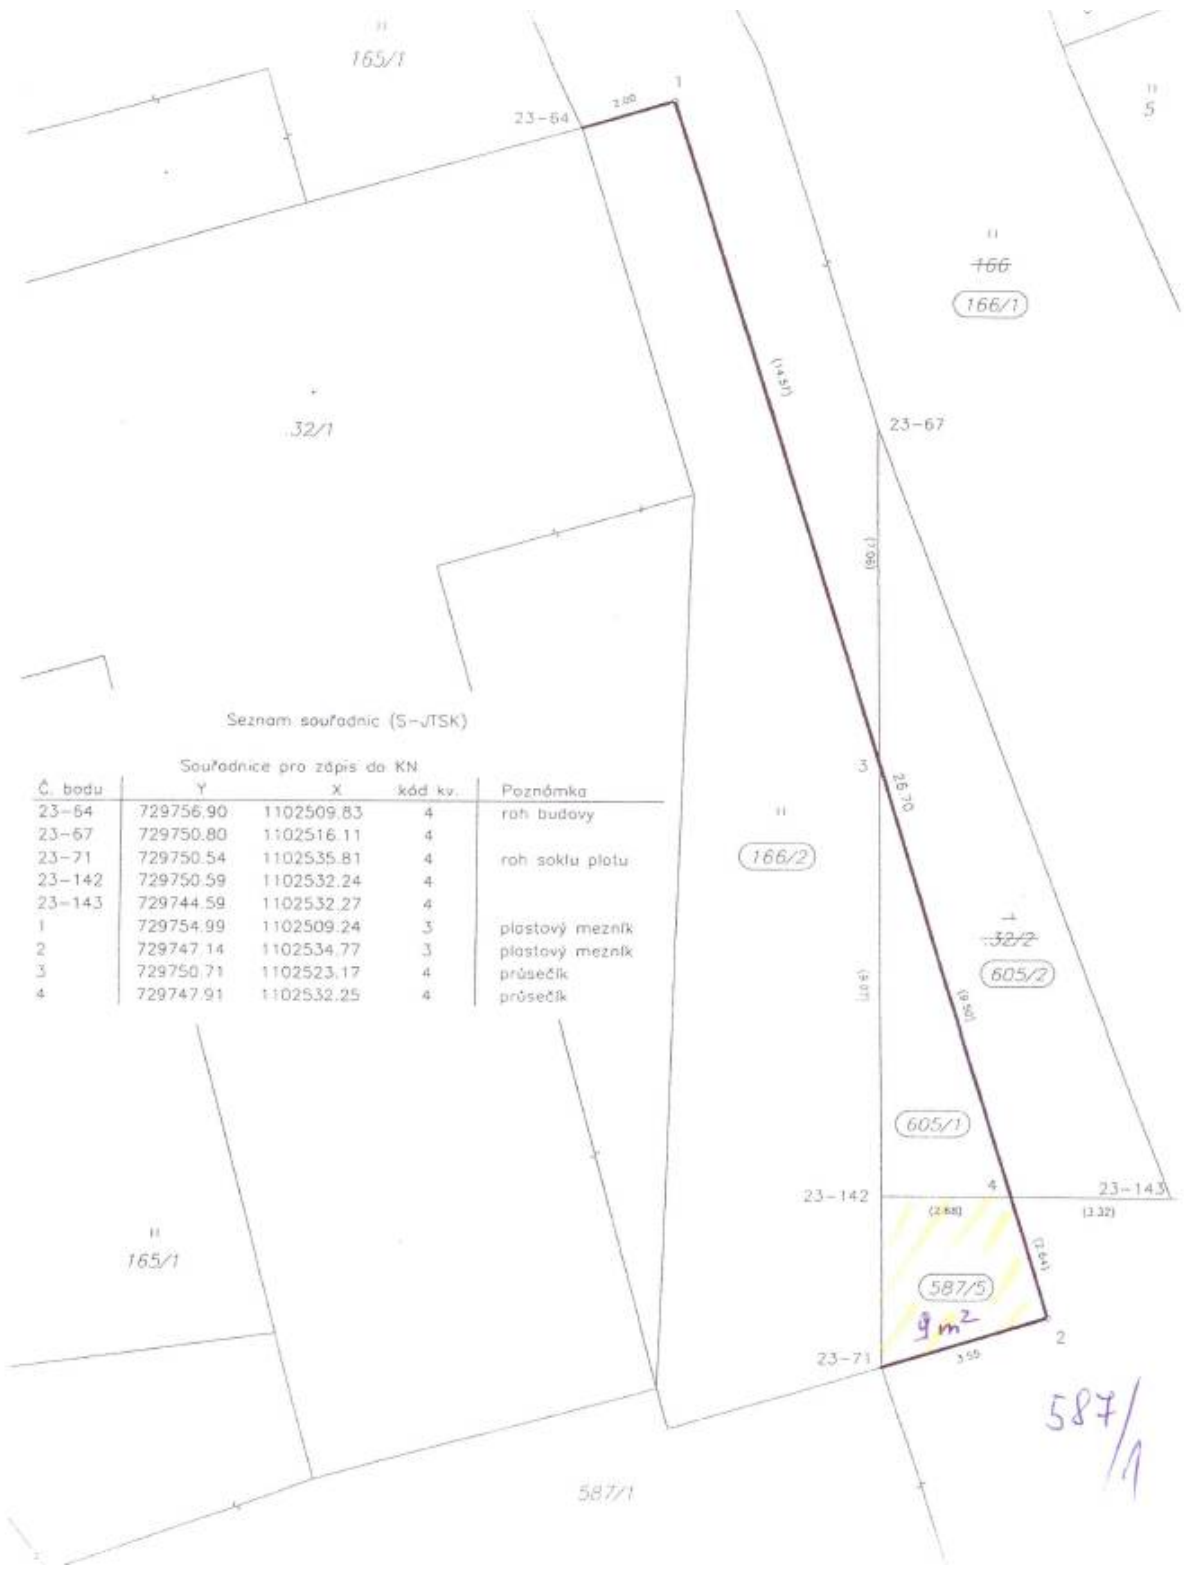 "
165/1
1
2.00
23-64
"
5
"
166
166/1
(14.57)
.32/1
23-67
(7.06)
Seznam souřadnic (S-JTSK)
Souřadnice pro zápis do KN
Č. bodu Y X kód kv. Poznámka
23-64 729756.90 1102509.83 4 roh budovy
23-67 729750.80 1102516.11 4
23-71 729750.54 1102535.81 4 roh soklu plotu
23-142 729750.59 1102532.24 4
23-143 729744.59 1102532.27 4
1 729754.99 1102509.24 3 plastový mezník
2 729747.14 1102534.77 3 plastový mezník
3 729750.71 1102523.17 4 průsečík
4 729747.91 1102532.25 4 průsečík
3
26.70
"
166/2
.32/2
605/2
(9.07)
(9.50)
605/1
23-142
4
23-143
(2.68)
(3.32)
(2.64)
"
165/1
587/5
9 m²
2
23-71
3.55
587/1
587/1